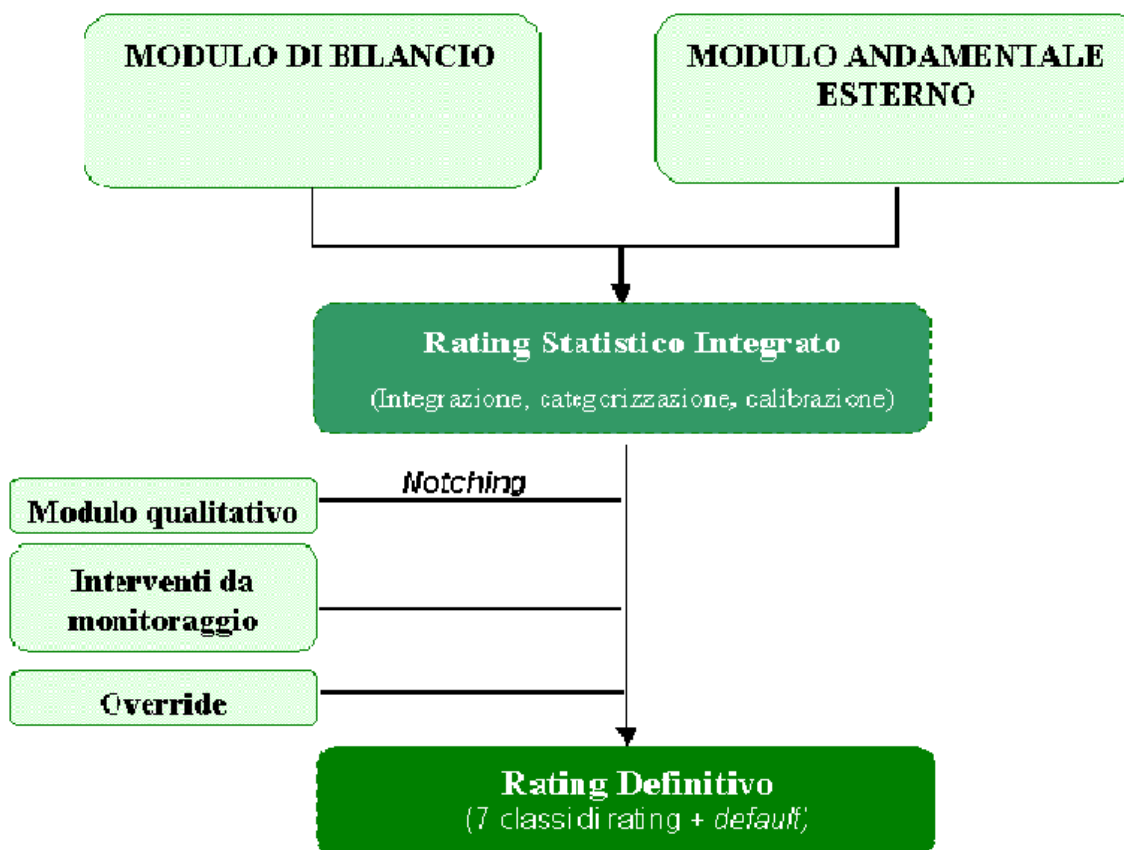 MODULO DI BILANCIO
MODULO ANDAMENTALE
ESTERNO
Rating Statistico Integrato
(Integrazione, categorizzazione, calibrazione)
Notching
Modulo qualitativo
Interventi da
monitoraggio
Override
Rating Definitivo
(7 classi di rating + default)